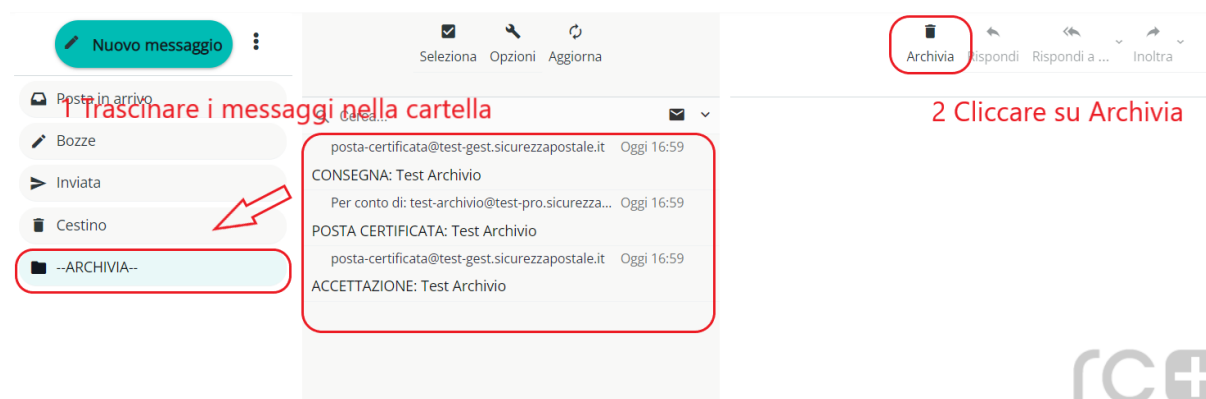 Nuovo messaggio
Seleziona Opzioni Aggiorna
Archivia Rispondi Rispondi a ... Inoltra
Posta in arrivo
1 Trascinare i messaggi nella cartella
Cerca...
2 Cliccare su Archivia
Bozze
Inviata
Cestino
--ARCHIVIA--
posta-certificata@test-gest.sicurezzapostale.it Oggi 16:59
CONSEGNA: Test Archivio
Per conto di: test-archivio@test-pro.sicurezza... Oggi 16:59
POSTA CERTIFICATA: Test Archivio
posta-certificata@test-gest.sicurezzapostale.it Oggi 16:59
ACCETTAZIONE: Test Archivio